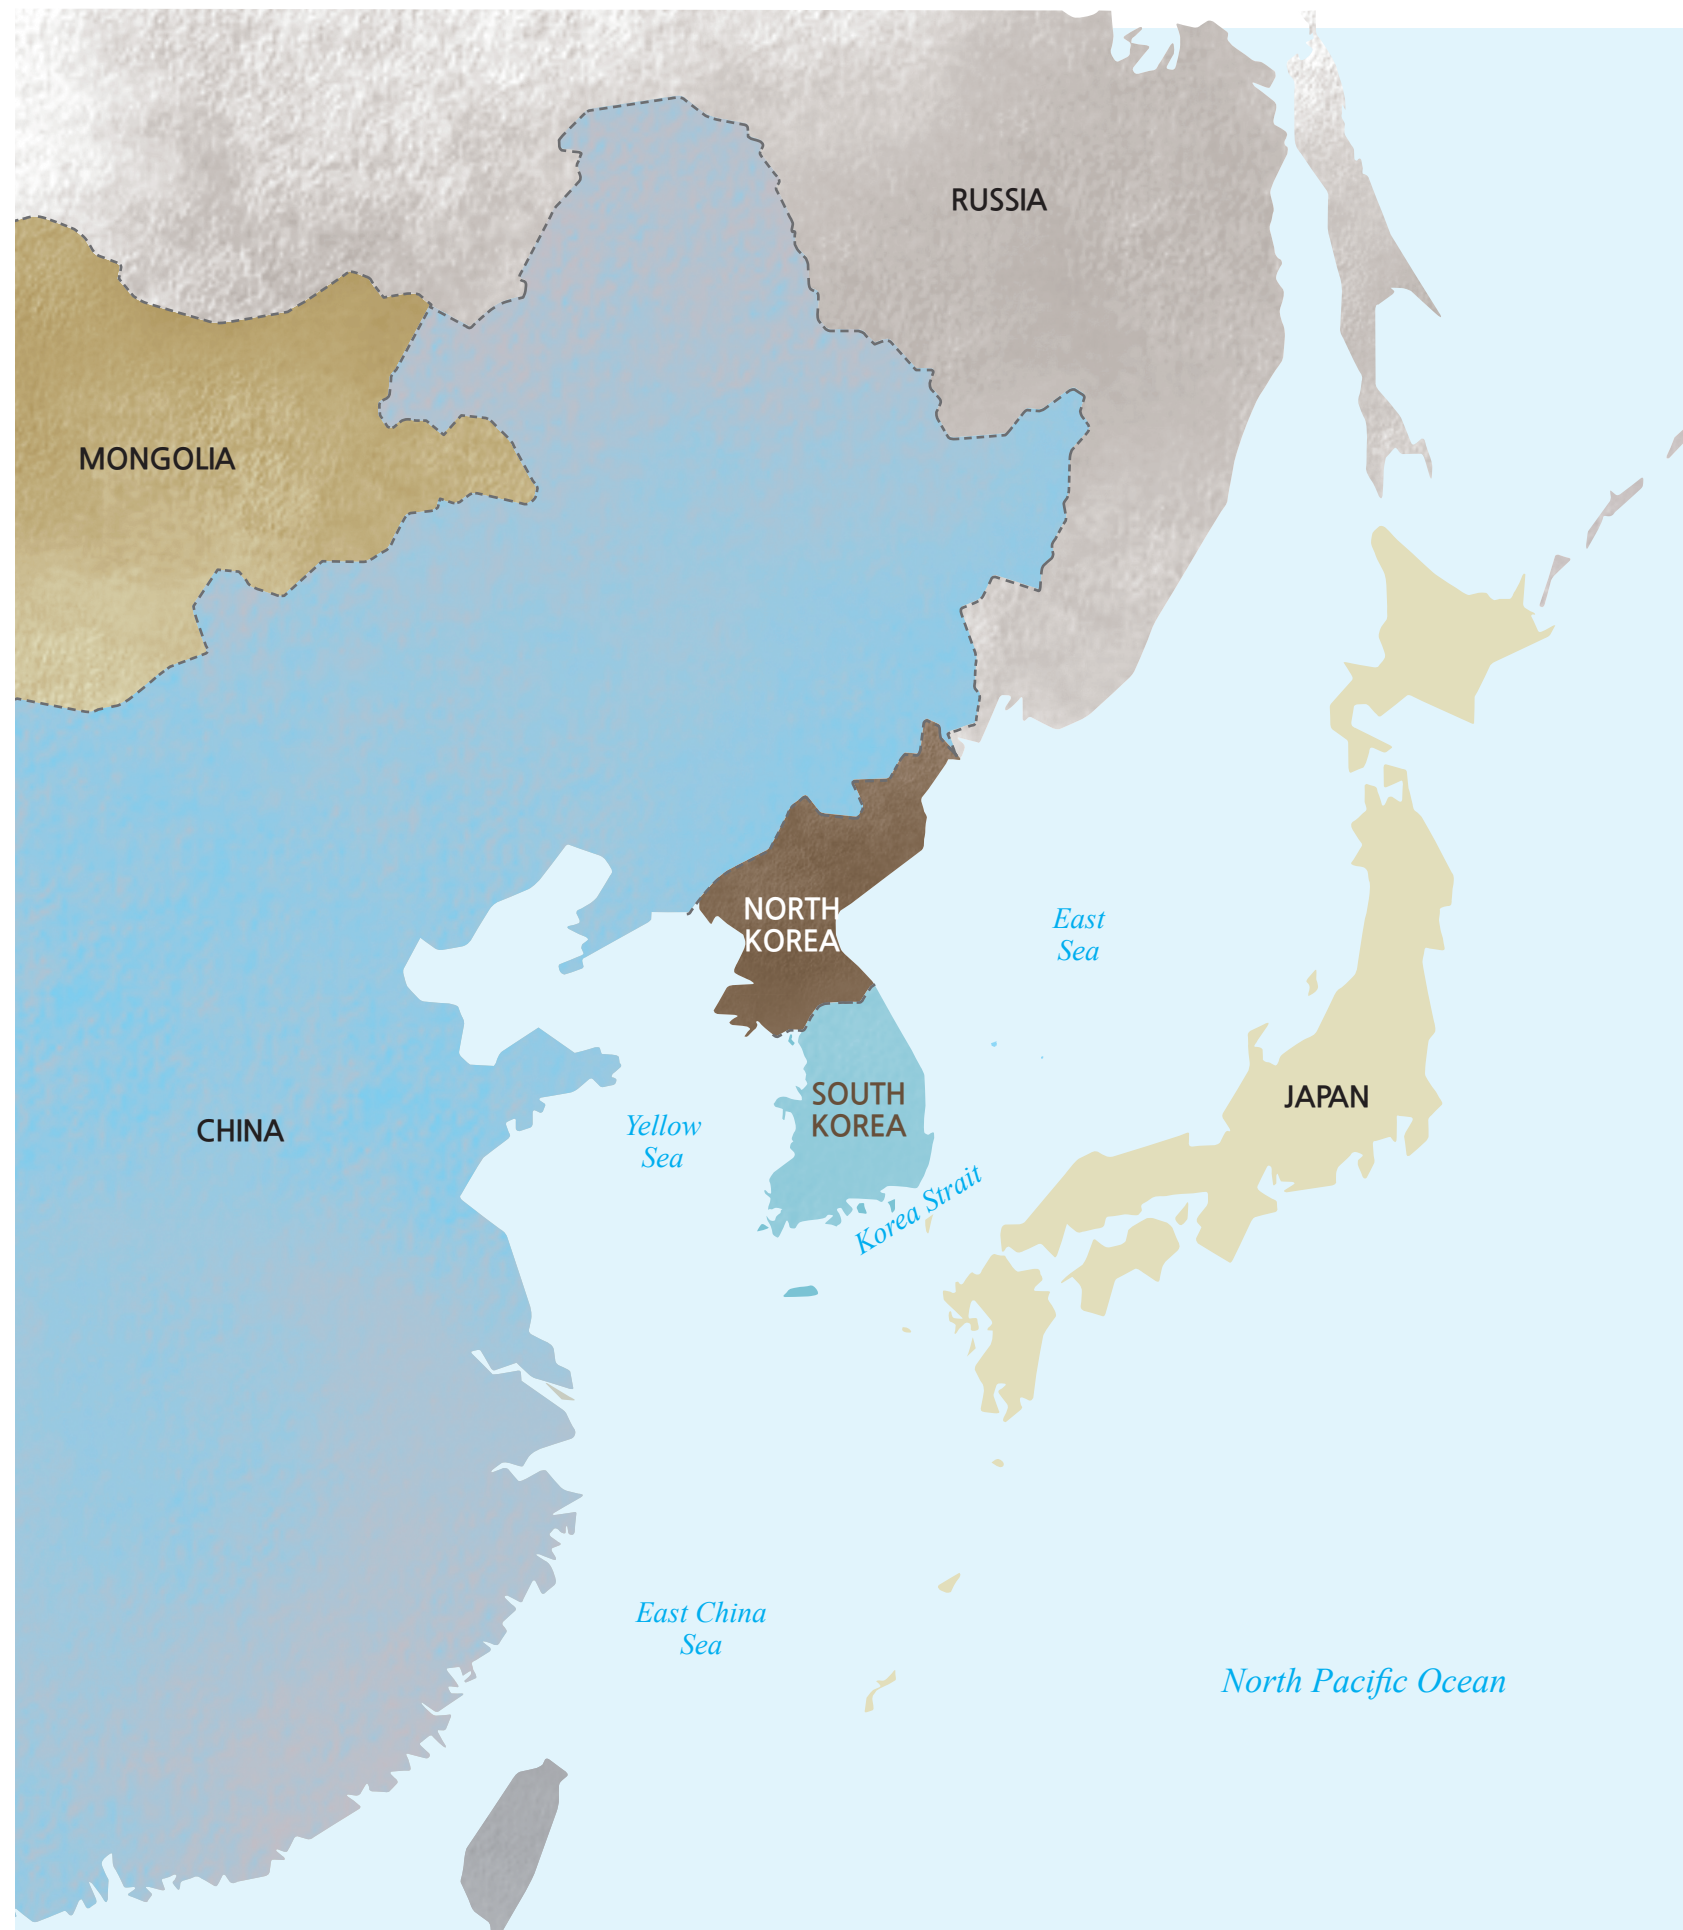 RUSSIA
MONGOLIA
NORTH
KOREA
East
Sea
SOUTH
KOREA
JAPAN
CHINA
Yellow
Sea
Korea Strait
East China
Sea
North Pacific Ocean